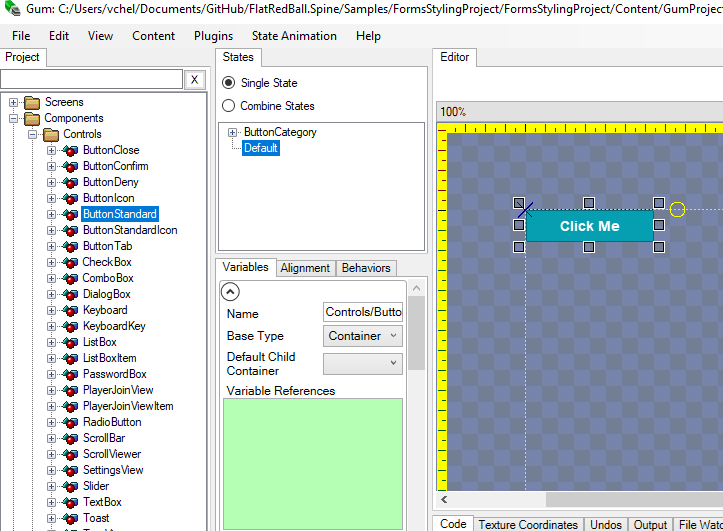 Gum: C:/Users/vchel/Documents/GitHub/FlatRedBall.Spine/Samples/FormsStylingProject/FormsStylingProject/Content/GumProject
File Edit View Content Plugins State Animation Help
Project
X
Screens
Components
Controls
ButtonClose
ButtonConfirm
ButtonDeny
ButtonIcon
ButtonStandard
ButtonStandardIcon
ButtonTab
CheckBox
ComboBox
DialogBox
Keyboard
KeyboardKey
ListBox
ListBoxItem
PasswordBox
PlayerJoinView
PlayerJoinViewItem
RadioButton
ScrollBar
ScrollViewer
SettingsView
Slider
TextBox
Toast
States
Single State
Combine States
ButtonCategory
Default
Variables Alignment Behaviors
Name Controls/Butto
Base Type Container
Default Child
Container
Variable References
Editor
100%
Click Me
Code Texture Coordinates Undos Output File Watc